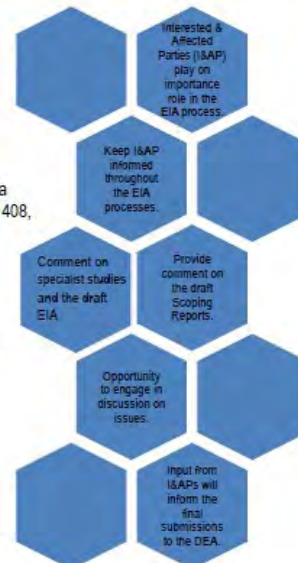 Interested &
Affected
Parties (I&AP)
play on
importance
role in the
EIA process.
Keep I&AP
informed
throughout
the EIA
processes.
a
408,
Comment on
specialist studies
and the draft
EIA
Provide
comment on
the draft
Scoping
Reports.
Opportunity
to engage in
discussion on
issues.
Input from
I&APs will
inform the
final
submissions
to the DEA.